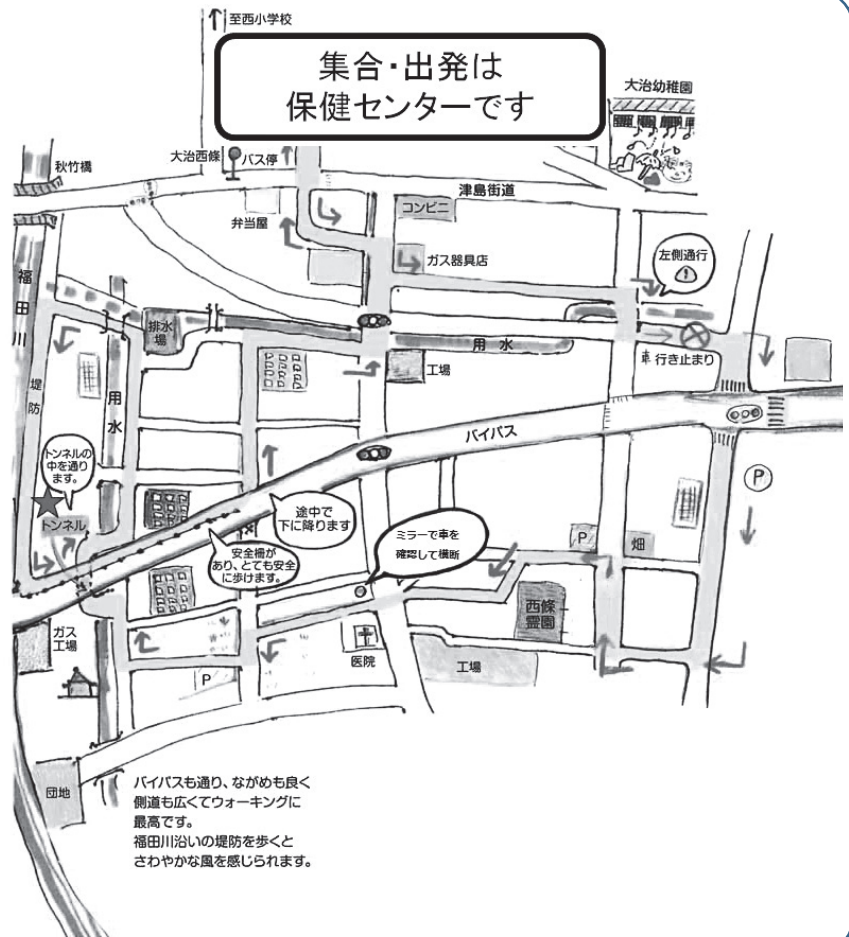 至西小学校
集合・出発は
保健センターです
大治幼稚園
秋竹橋
大治西條
バス停
津島街道
コンビニ
弁当屋
ガス器具店
左側通行
福田川
排水
場
用水
工場
車 行き止まり
堤防
用水
バイパス
トンネルの
中を通り
ます。
トンネル
途中で
下に降ります
安全柵が
あり、とても安全
に歩けます。
ミラーで車を
確認して横断
P
P
畑
西條
霊園
ガス
工場
医院
工場
P
団地
バイパスも通り、ながめも良く
側道も広くてウォーキングに
最高です。
福田川沿いの堤防を歩くと
さわやかな風を感じられます。